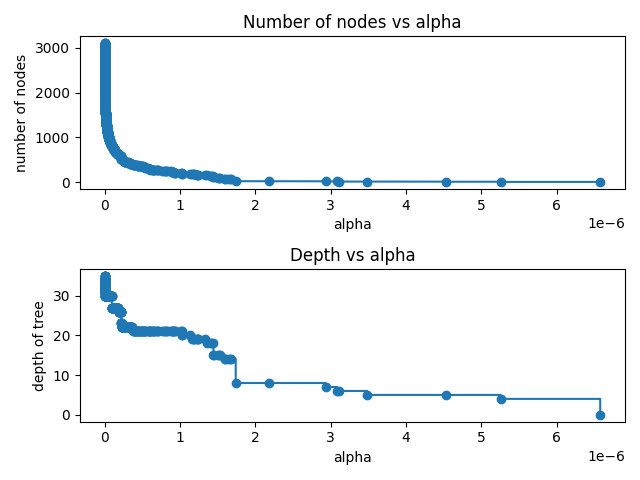 Number of nodes vs alpha
number of nodes
3000
2000
1000
0
0 1 2 3 4 5 6
1e−6
alpha
Depth vs alpha
depth of tree
30
20
10
0
0 1 2 3 4 5 6
1e−6
alpha